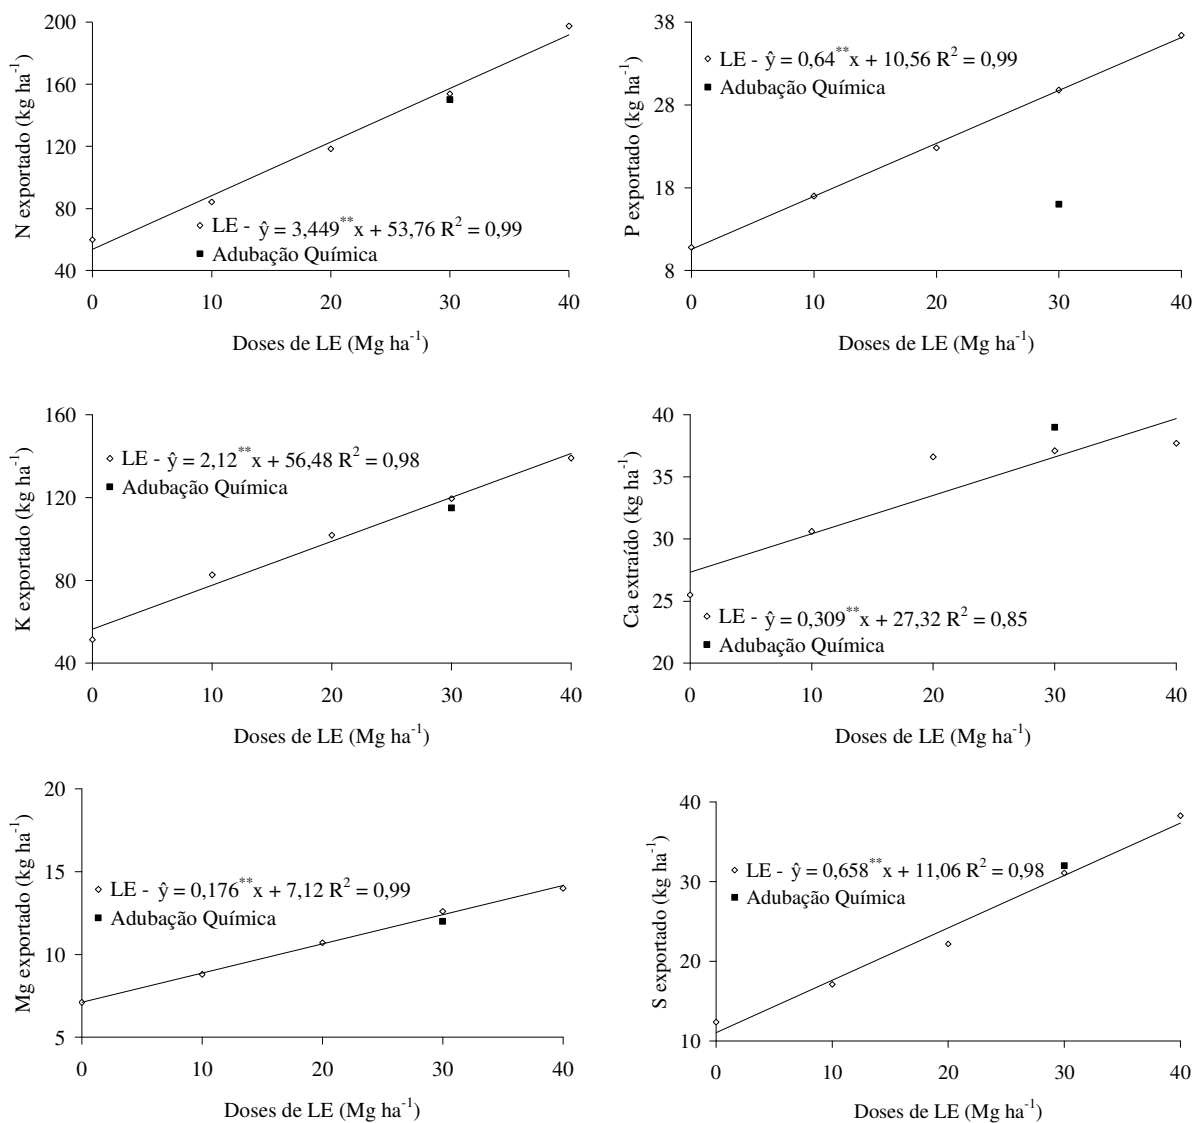 200
160
120
80
40
N exportado (kg ha⁻¹)
LE - ŷ = 3,449**x + 53,76 R² = 0,99
Adubação Química
0 10 20 30 40
Doses de LE (Mg ha⁻¹)
38
28
18
8
P exportado (kg ha⁻¹)
LE - ŷ = 0,64**x + 10,56 R² = 0,99
Adubação Química
0 10 20 30 40
Doses de LE (Mg ha⁻¹)
160
120
80
40
K exportado (kg ha⁻¹)
LE - ŷ = 2,12**x + 56,48 R² = 0,98
Adubação Química
0 10 20 30 40
Doses de LE (Mg ha⁻¹)
40
35
30
25
20
Ca extraído (kg ha⁻¹)
LE - ŷ = 0,309**x + 27,32 R² = 0,85
Adubação Química
0 10 20 30 40
Doses de LE (Mg ha⁻¹)
20
15
10
5
Mg exportado (kg ha⁻¹)
LE - ŷ = 0,176**x + 7,12 R² = 0,99
Adubação Química
0 10 20 30 40
Doses de LE (Mg ha⁻¹)
40
30
20
10
S exportado (kg ha⁻¹)
LE - ŷ = 0,658**x + 11,06 R² = 0,98
Adubação Química
0 10 20 30 40
Doses de LE (Mg ha⁻¹)